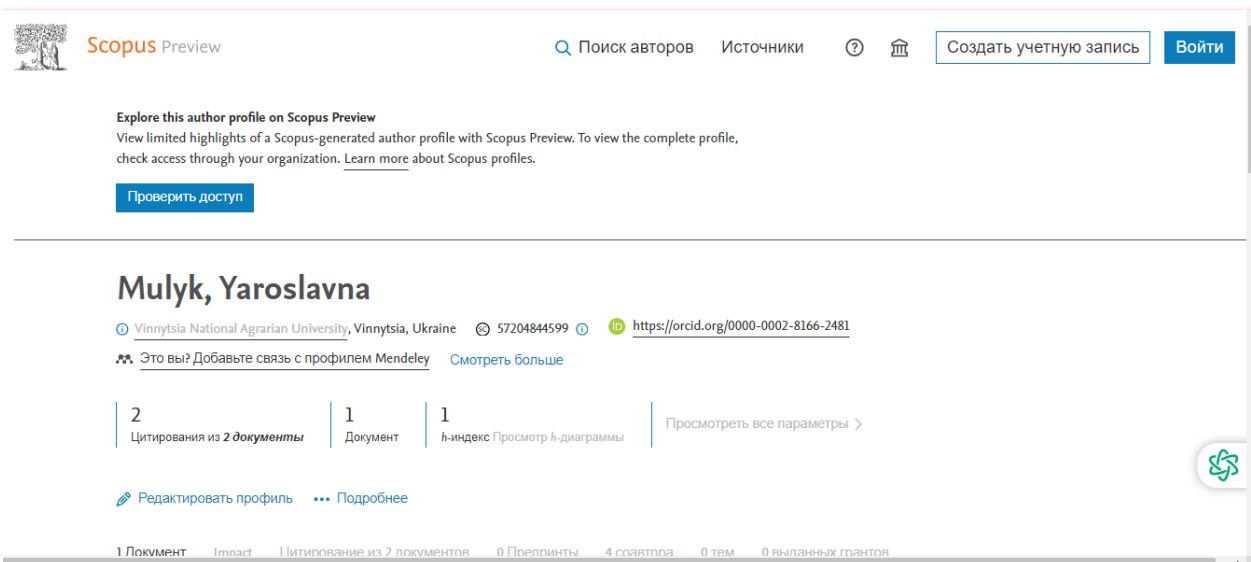 Scopus Preview
Поиск авторов Источники Создать учетную запись Войти
Explore this author profile on Scopus Preview
View limited highlights of a Scopus-generated author profile with Scopus Preview. To view the complete profile,
check access through your organization. Learn more about Scopus profiles.
Проверить доступ
Mulyk, Yaroslavna
Vinnytsia National Agrarian University, Vinnytsia, Ukraine SC 57204844599 iD https://orcid.org/0000-0002-8166-2481
Это вы? Добавьте связь с профилем Mendeley Смотреть больше
2 1 1
Цитирования из 2 документы Документ h-индекс Просмотр h-диаграммы Просмотреть все параметры >
Редактировать профиль ••• Подробнее
1 Документ Impact Цитирование из 2 документов 0 Препринты 4 соавтора 0 тем 0 выданных грантов